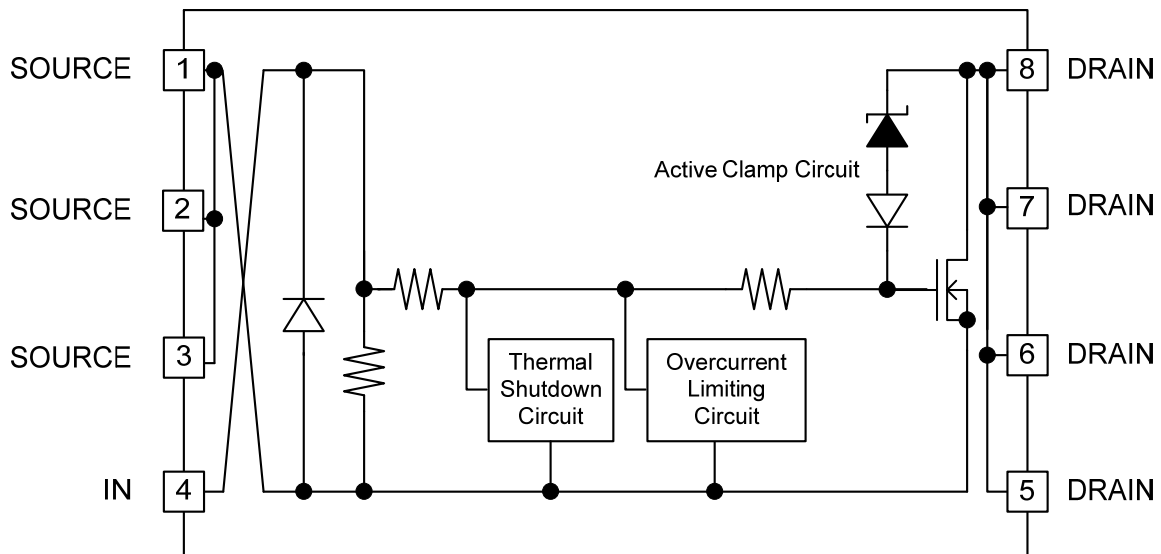 SOURCE 1
8 DRAIN
Active Clamp Circuit
SOURCE 2
7 DRAIN
SOURCE 3
Thermal
Shutdown
Circuit
Overcurrent
Limiting
Circuit
6 DRAIN
IN 4
5 DRAIN